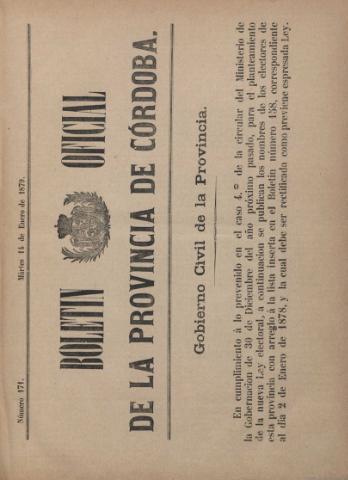 Número 171. Mártes 14 de Enero de 1879.
BOLETIN OFICIAL
DE LA PROVINCIA DE CÓRDOBA.
Gobierno Civil de la Provincia.
En cumplimiento á lo prevenido en el caso 4.º de la circular del Ministerio de
la Gobernacion de 30 de Diciembre del año próximo pasado, para el planteamiento
de la nueva Ley electoral, a continuacion se publican los nombres de los electores de
esta provincia con arreglo á la lista inserta en el Boletin número 158, correspondiente
al dia 2 de Enero de 1878, y la cual debe ser rectificada como previene espresada Ley.